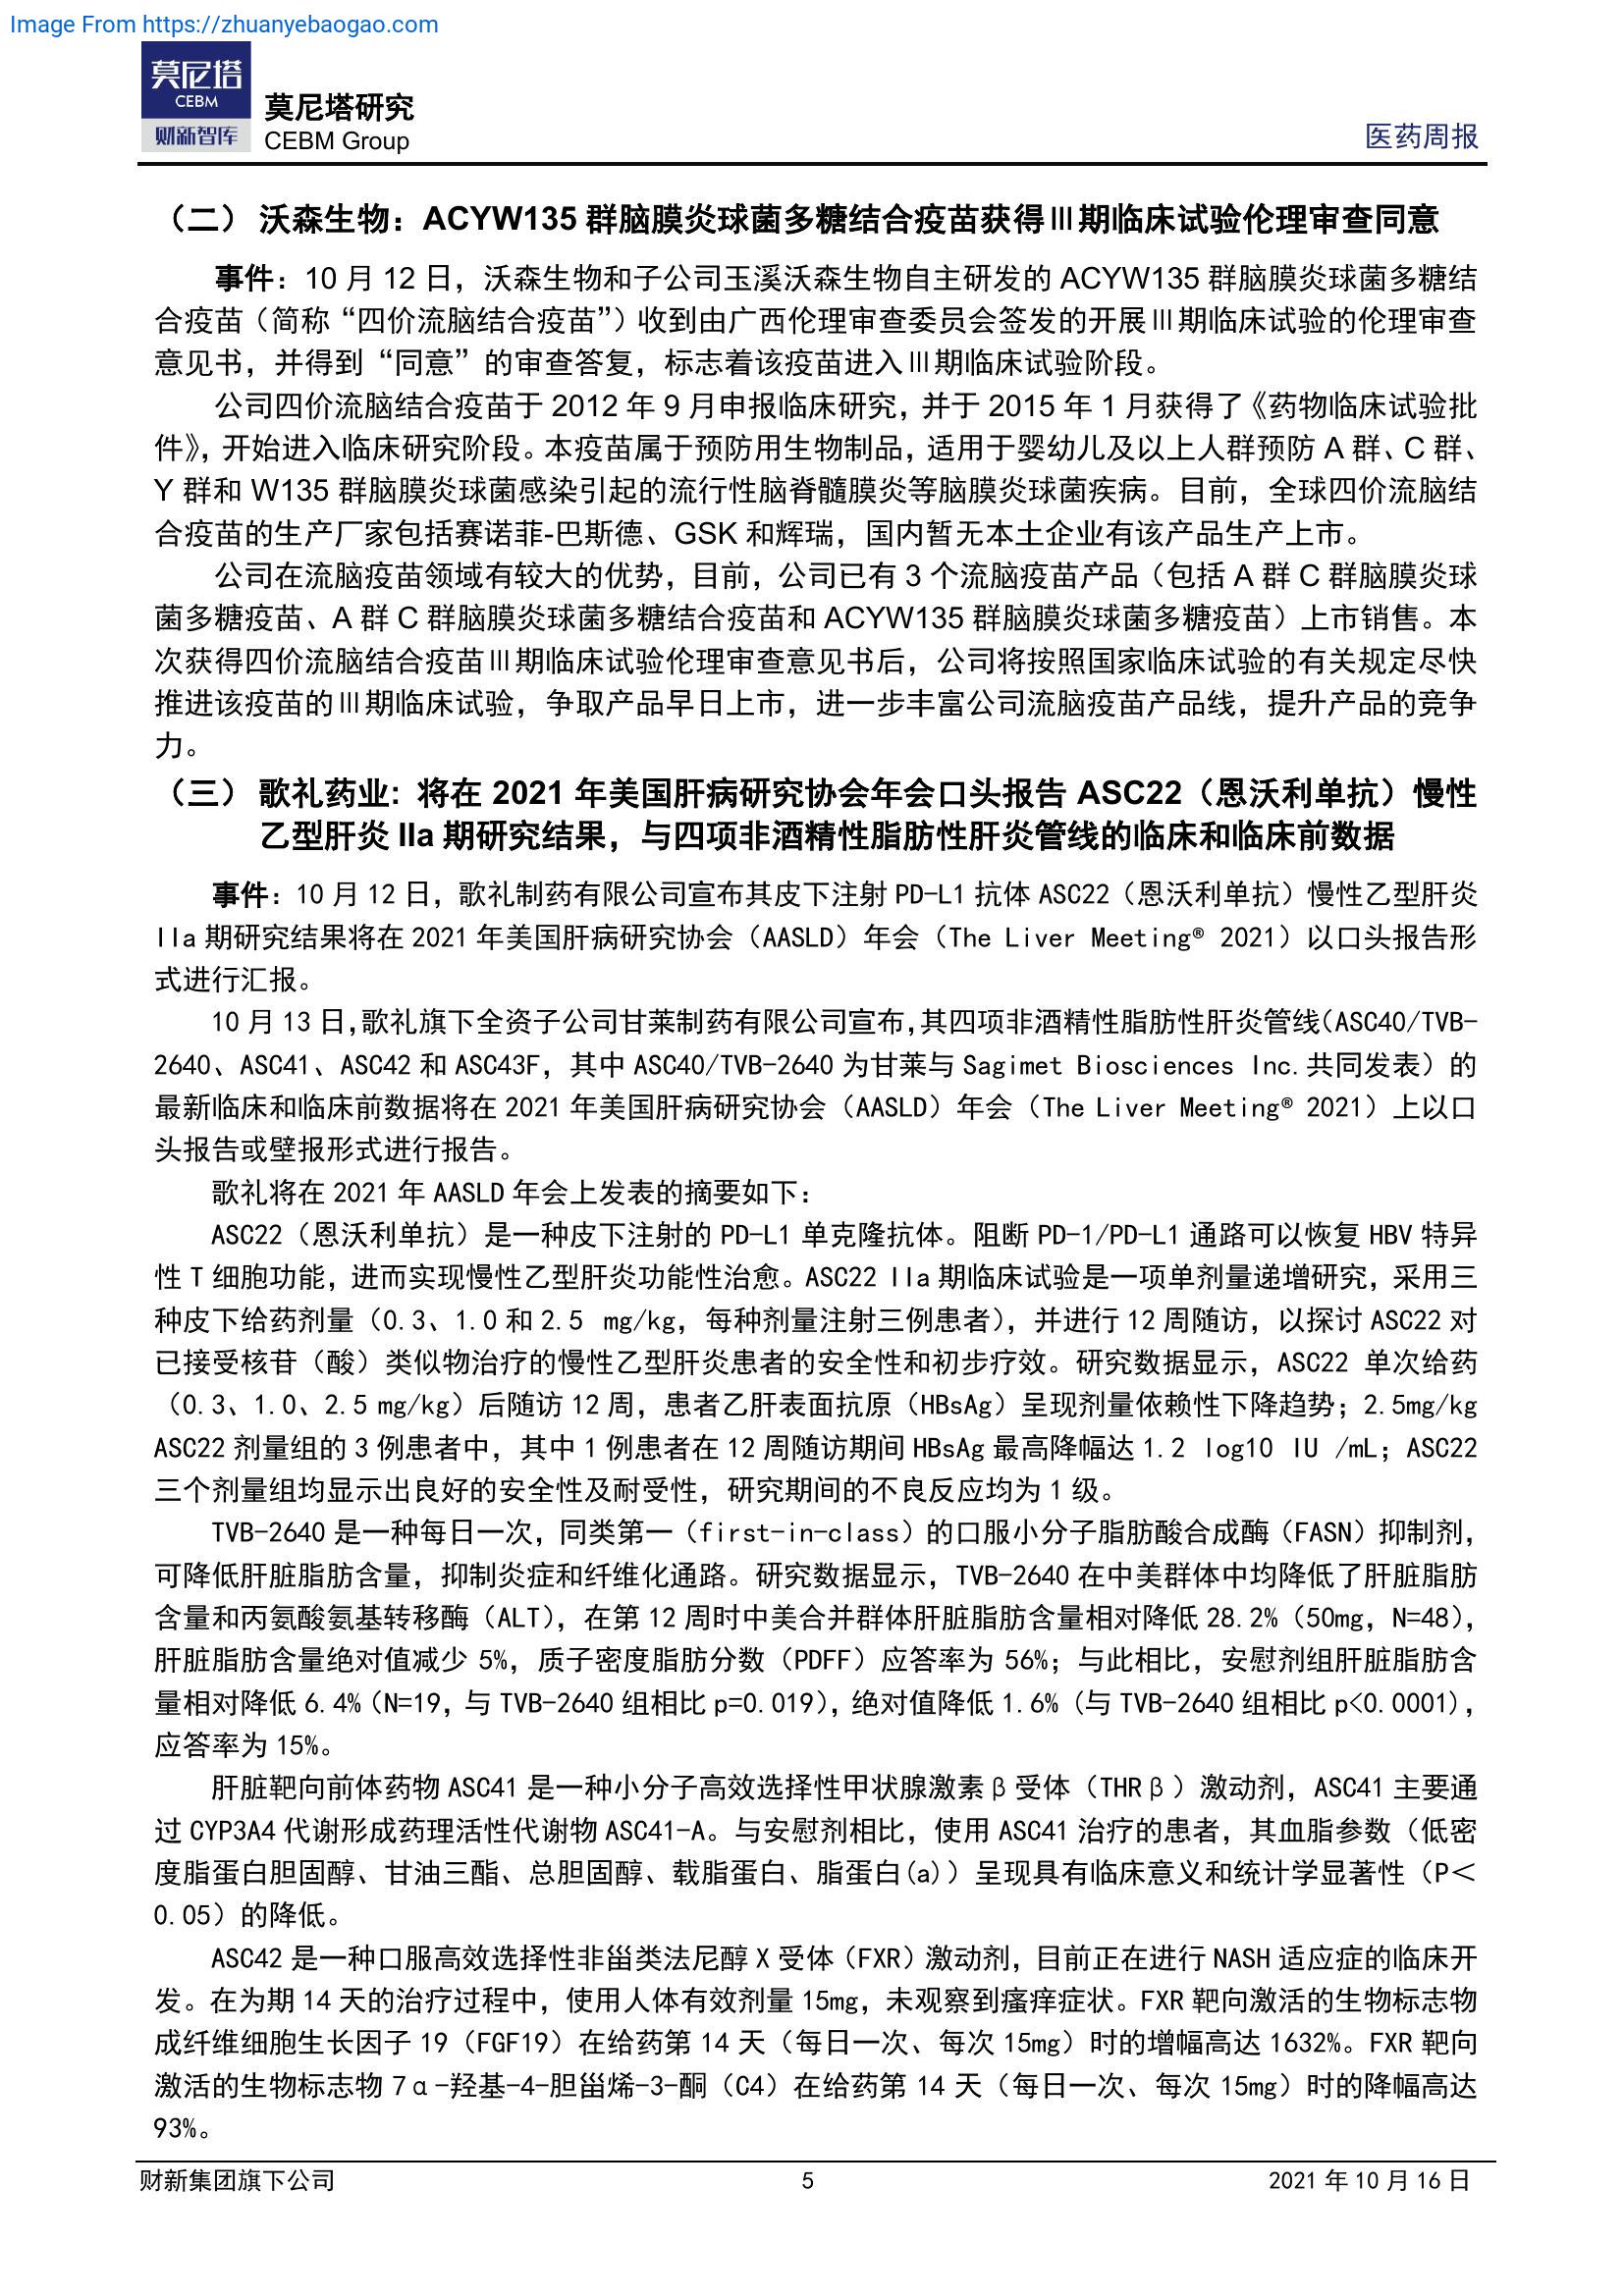 Image From https://zhuanyebaogao.com
莫尼塔
CEBM
财新智库
莫尼塔研究
CEBM Group
医药周报
（二） 沃森生物：ACYW135 群脑膜炎球菌多糖结合疫苗获得Ⅲ期临床试验伦理审查同意
事件：10 月 12 日，沃森生物和子公司玉溪沃森生物自主研发的 ACYW135 群脑膜炎球菌多糖结
合疫苗（简称“四价流脑结合疫苗”）收到由广西伦理审查委员会签发的开展Ⅲ期临床试验的伦理审查
意见书，并得到“同意”的审查答复，标志着该疫苗进入Ⅲ期临床试验阶段。
公司四价流脑结合疫苗于 2012 年 9 月申报临床研究，并于 2015 年 1 月获得了《药物临床试验批
件》，开始进入临床研究阶段。本疫苗属于预防用生物制品，适用于婴幼儿及以上人群预防 A 群、C 群、
Y 群和 W135 群脑膜炎球菌感染引起的流行性脑脊髓膜炎等脑膜炎球菌疾病。目前，全球四价流脑结
合疫苗的生产厂家包括赛诺菲-巴斯德、GSK 和辉瑞，国内暂无本土企业有该产品生产上市。
公司在流脑疫苗领域有较大的优势，目前，公司已有 3 个流脑疫苗产品（包括 A 群 C 群脑膜炎球
菌多糖疫苗、A 群 C 群脑膜炎球菌多糖结合疫苗和 ACYW135 群脑膜炎球菌多糖疫苗）上市销售。本
次获得四价流脑结合疫苗Ⅲ期临床试验伦理审查意见书后，公司将按照国家临床试验的有关规定尽快
推进该疫苗的Ⅲ期临床试验，争取产品早日上市，进一步丰富公司流脑疫苗产品线，提升产品的竞争
力。
（三） 歌礼药业: 将在 2021 年美国肝病研究协会年会口头报告 ASC22（恩沃利单抗）慢性
乙型肝炎 IIa 期研究结果，与四项非酒精性脂肪性肝炎管线的临床和临床前数据
事件：10 月 12 日，歌礼制药有限公司宣布其皮下注射 PD-L1 抗体 ASC22（恩沃利单抗）慢性乙型肝炎
IIa 期研究结果将在 2021 年美国肝病研究协会（AASLD）年会（The Liver Meeting® 2021）以口头报告形
式进行汇报。
10 月 13 日,歌礼旗下全资子公司甘莱制药有限公司宣布,其四项非酒精性脂肪性肝炎管线(ASC40/TVB-
2640、ASC41、ASC42 和 ASC43F，其中 ASC40/TVB-2640 为甘莱与 Sagimet Biosciences Inc.共同发表）的
最新临床和临床前数据将在 2021 年美国肝病研究协会（AASLD）年会（The Liver Meeting® 2021）上以口
头报告或壁报形式进行报告。
歌礼将在 2021 年 AASLD 年会上发表的摘要如下：
ASC22（恩沃利单抗）是一种皮下注射的 PD-L1 单克隆抗体。阻断 PD-1/PD-L1 通路可以恢复 HBV 特异
性 T 细胞功能，进而实现慢性乙型肝炎功能性治愈。ASC22 IIa 期临床试验是一项单剂量递增研究，采用三
种皮下给药剂量（0.3、1.0 和 2.5 mg/kg，每种剂量注射三例患者），并进行 12 周随访，以探讨 ASC22 对
已接受核苷（酸）类似物治疗的慢性乙型肝炎患者的安全性和初步疗效。研究数据显示，ASC22 单次给药
（0.3、1.0、2.5 mg/kg）后随访 12 周，患者乙肝表面抗原（HBsAg）呈现剂量依赖性下降趋势；2.5mg/kg
ASC22 剂量组的 3 例患者中，其中 1 例患者在 12 周随访期间 HBsAg 最高降幅达 1.2 log10 IU /mL；ASC22
三个剂量组均显示出良好的安全性及耐受性，研究期间的不良反应均为 1 级。
TVB-2640 是一种每日一次，同类第一（first-in-class）的口服小分子脂肪酸合成酶（FASN）抑制剂，
可降低肝脏脂肪含量，抑制炎症和纤维化通路。研究数据显示，TVB-2640 在中美群体中均降低了肝脏脂肪
含量和丙氨酸氨基转移酶（ALT），在第 12 周时中美合并群体肝脏脂肪含量相对降低 28.2%（50mg，N=48），
肝脏脂肪含量绝对值减少 5%，质子密度脂肪分数（PDFF）应答率为 56%；与此相比，安慰剂组肝脏脂肪含
量相对降低 6.4%（N=19，与 TVB-2640 组相比 p=0.019），绝对值降低 1.6%（与 TVB-2640 组相比 p<0.0001），
应答率为 15%。
肝脏靶向前体药物 ASC41 是一种小分子高效选择性甲状腺激素 β 受体（THR β）激动剂，ASC41 主要通
过 CYP3A4 代谢形成药理活性代谢物 ASC41-A。与安慰剂相比，使用 ASC41 治疗的患者，其血脂参数（低密
度脂蛋白胆固醇、甘油三酯、总胆固醇、载脂蛋白、脂蛋白(a)）呈现具有临床意义和统计学显著性（P＜
0.05）的降低。
ASC42 是一种口服高效选择性非甾类法尼醇 X 受体（FXR）激动剂，目前正在进行 NASH 适应症的临床开
发。在为期 14 天的治疗过程中，使用人体有效剂量 15mg，未观察到瘙痒症状。FXR 靶向激活的生物标志物
成纤维细胞生长因子 19（FGF19）在给药第 14 天（每日一次、每次 15mg）时的增幅高达 1632%。FXR 靶向
激活的生物标志物 7α-羟基-4-胆甾烯-3-酮（C4）在给药第 14 天（每日一次、每次 15mg）时的降幅高达
93%。
财新集团旗下公司
5
2021 年 10 月 16 日